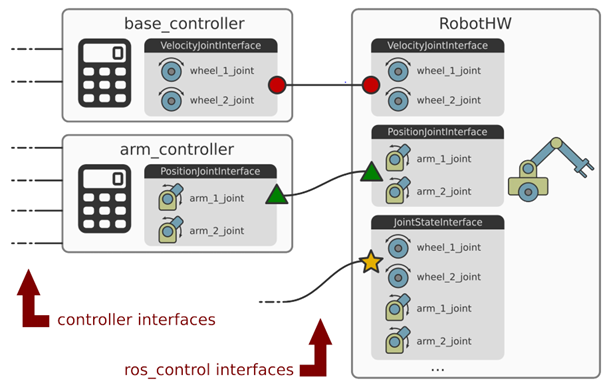 base_controller
VelocityJointInterface
wheel_1_joint
wheel_2_joint
arm_controller
PositionJointInterface
arm_1_joint
arm_2_joint
RobotHW
VelocityJointInterface
wheel_1_joint
wheel_2_joint
PositionJointInterface
arm_1_joint
arm_2_joint
JointStateInterface
wheel_1_joint
wheel_2_joint
arm_1_joint
arm_2_joint
...
controller interfaces
ros_control interfaces